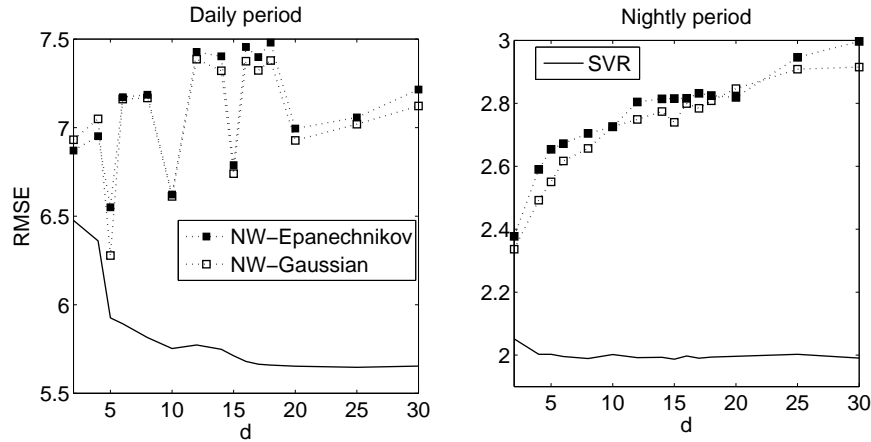 Daily period
7.5
7
6.5
6
5.5
RMSE
5 10 15 20 25 30
d
NW−Epanechnikov
NW−Gaussian
Nightly period
3
2.8
2.6
2.4
2.2
2
5 10 15 20 25 30
d
SVR